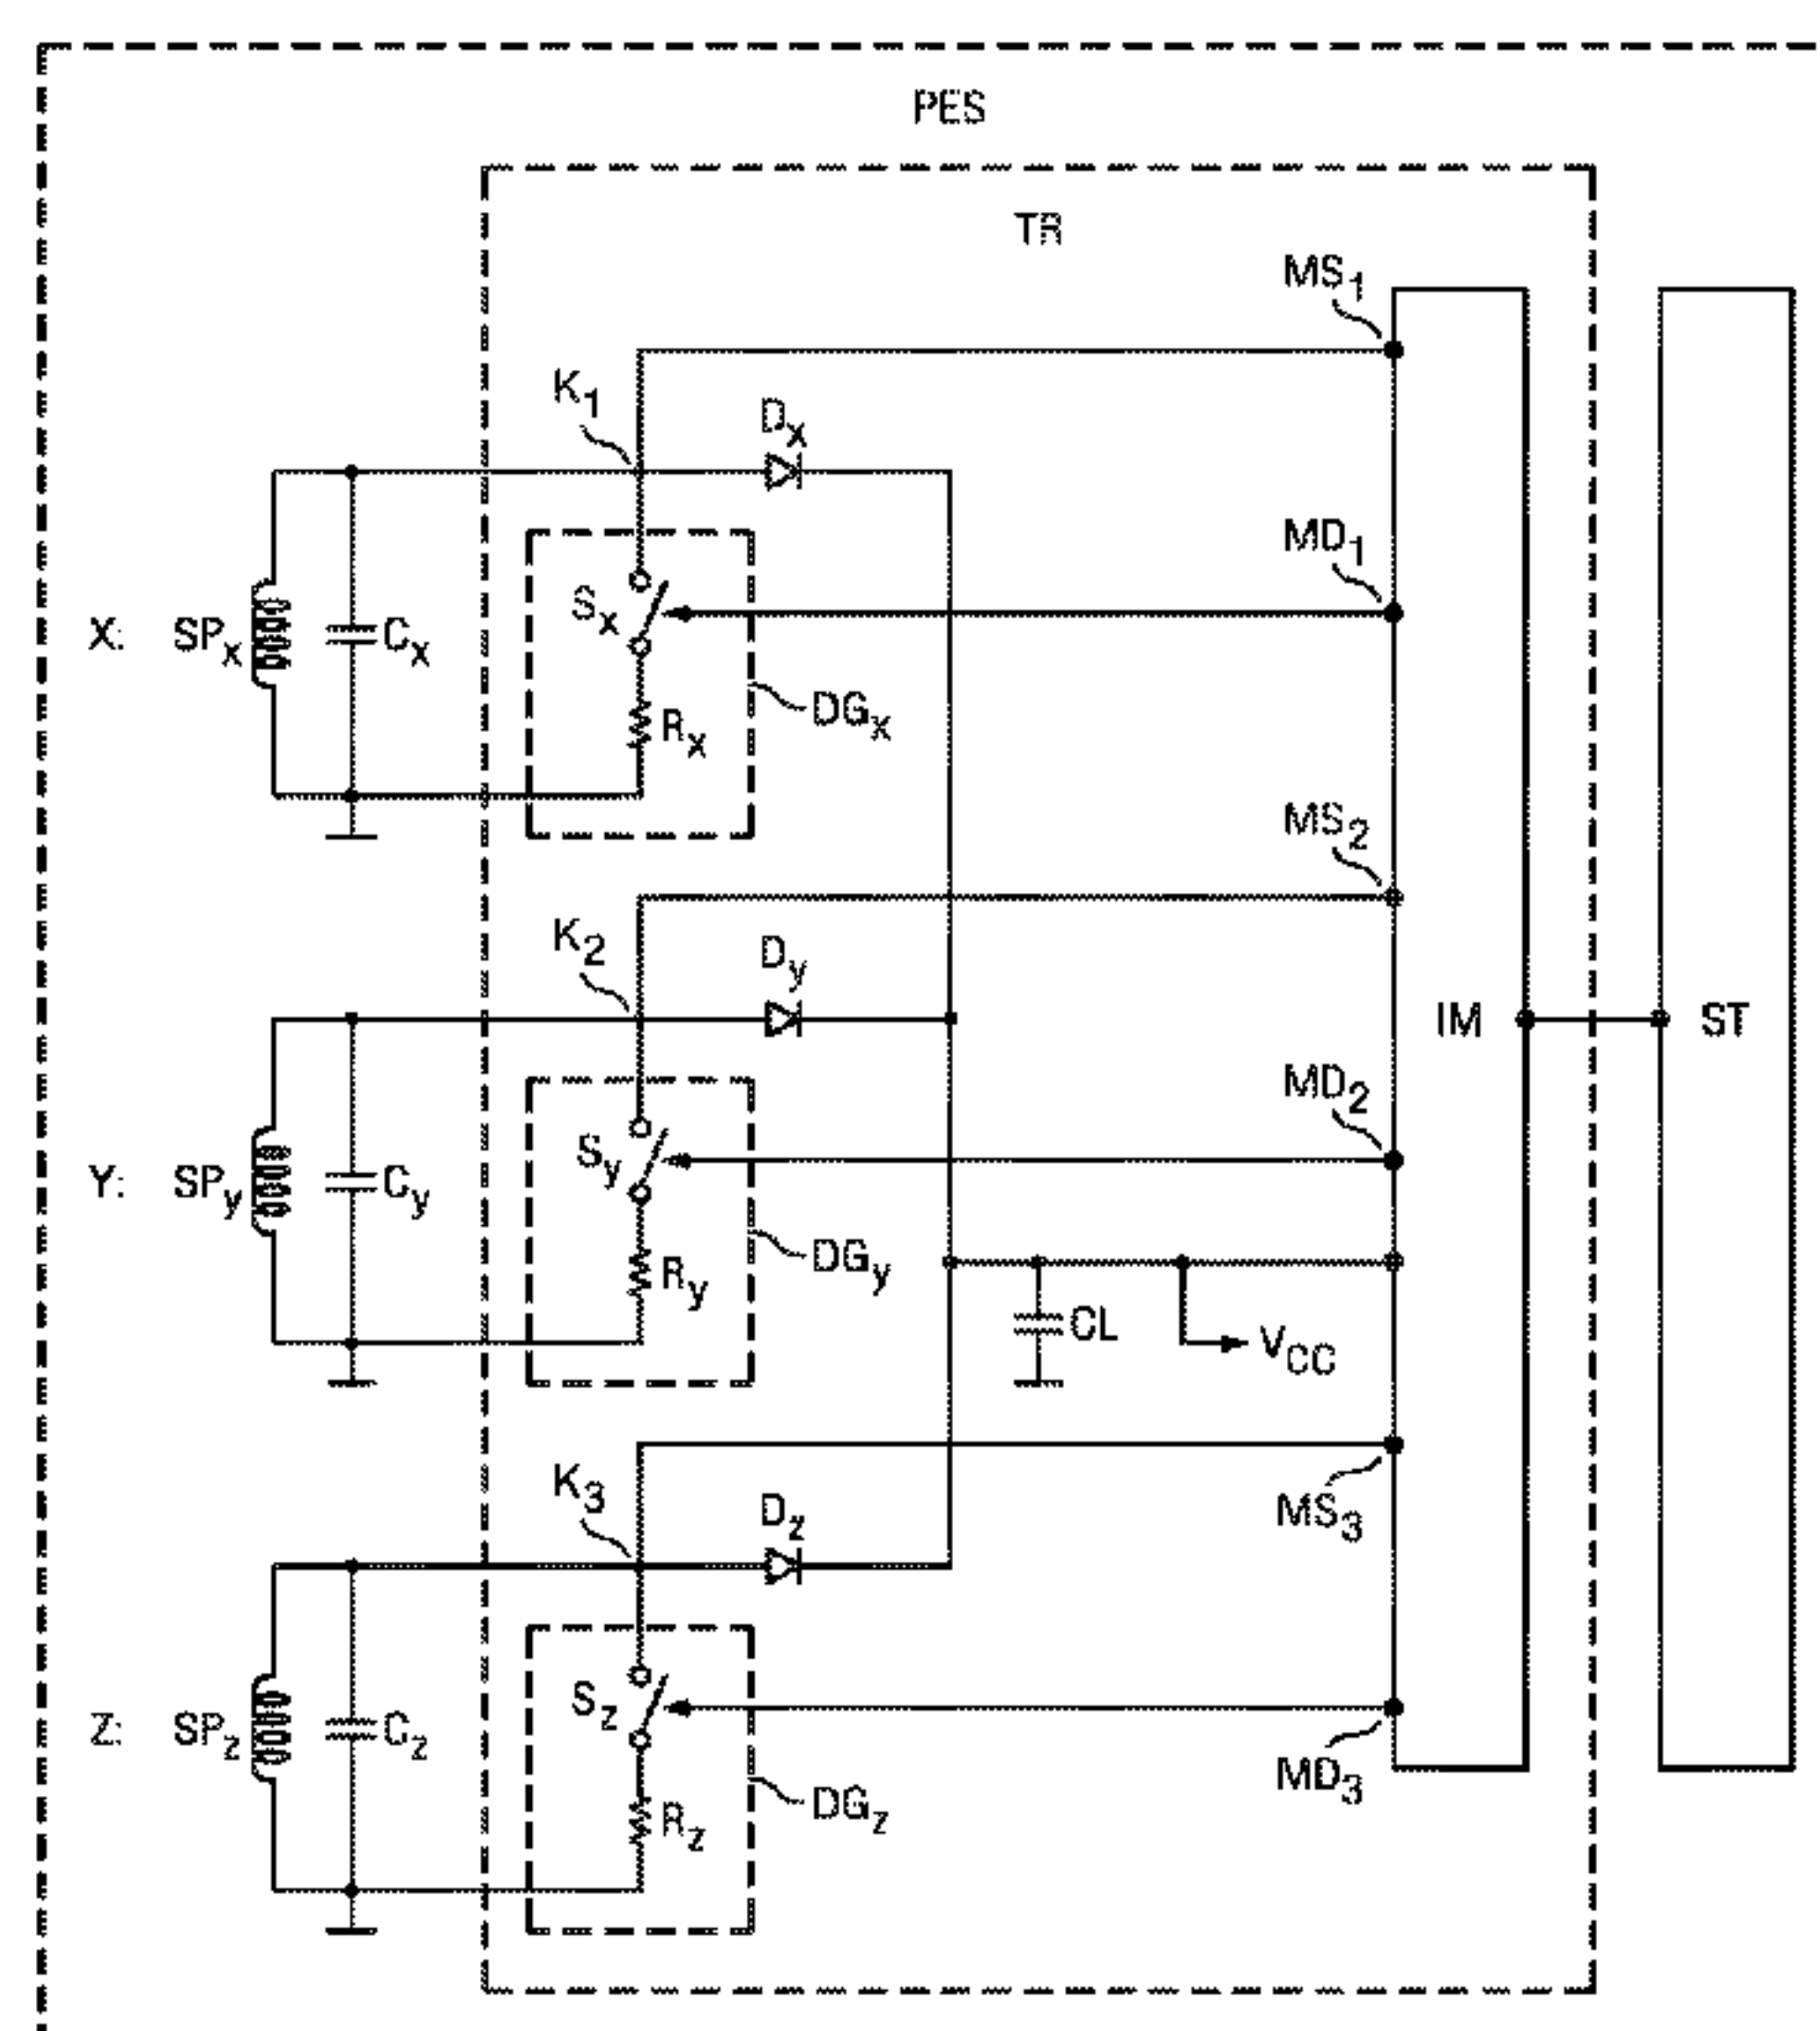 PES
TR
MS1
K1
Dx
MD1
X: SPx Cx Sx
Rx DGx
MS2
K2
Dy
IM ST
MD2
Y: SPy Cy Sy
Ry DGy
CL VCC
K3
Dz MS3
Z: SPz Cz Sz
MD3
Rz DGz